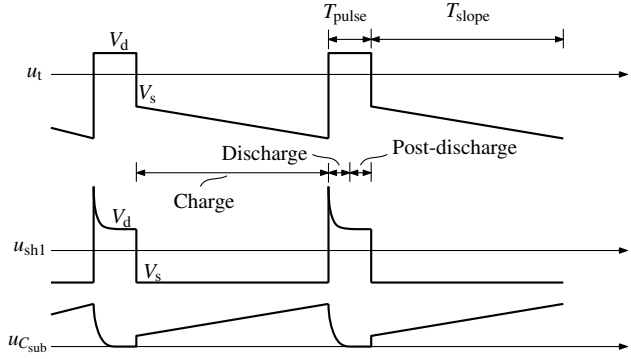 T_pulse T_slope
V_d
u_t
V_s
Discharge Post-discharge
Charge
V_d
u_sh1
V_s
u_C_sub